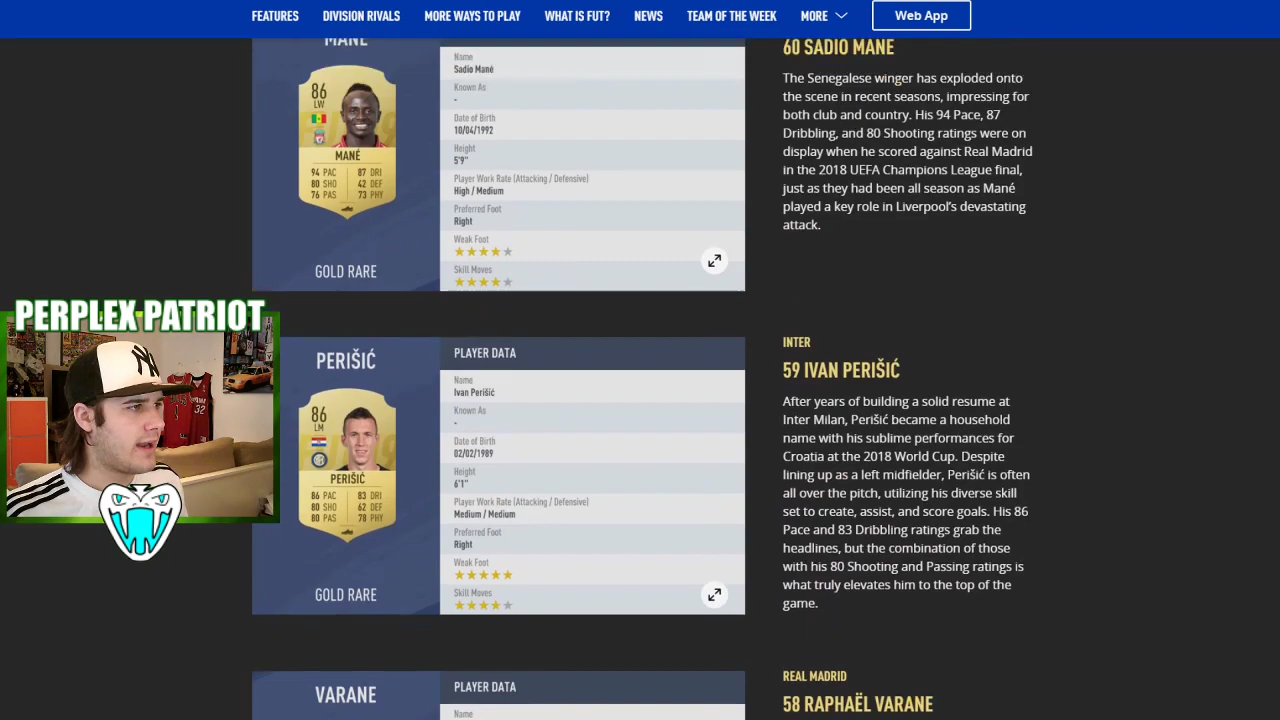 FEATURES DIVISION RIVALS MORE WAYS TO PLAY WHAT IS FUT? NEWS TEAM OF THE WEEK MORE Web App
MANÉ
86
LW
MANÉ
94 PAC 87 DRI
80 SHO 42 DEF
76 PAS 73 PHY
GOLD RARE
Name
Sadio Mané
Known As
-
Date of Birth
10/04/1992
Height
5'9"
Player Work Rate (Attacking / Defensive)
High / Medium
Preferred Foot
Right
Weak Foot
Skill Moves
60 SADIO MANÉ
The Senegalese winger has exploded onto
the scene in recent seasons, impressing for
both club and country. His 94 Pace, 87
Dribbling, and 80 Shooting ratings were on
display when he scored against Real Madrid
in the 2018 UEFA Champions League final,
just as they had been all season as Mané
played a key role in Liverpool's devastating
attack.
PERPLEX PATRIOT
32
PERIŠIĆ
86
LM
PERIŠIĆ
86 PAC 83 DRI
80 SHO 62 DEF
80 PAS 78 PHY
GOLD RARE
PLAYER DATA
Name
Ivan Perišić
Known As
-
Date of Birth
02/02/1989
Height
6'1"
Player Work Rate (Attacking / Defensive)
Medium / Medium
Preferred Foot
Right
Weak Foot
Skill Moves
INTER
59 IVAN PERIŠIĆ
After years of building a solid resume at
Inter Milan, Perišić became a household
name with his sublime performances for
Croatia at the 2018 World Cup. Despite
lining up as a left midfielder, Perišić is often
all over the pitch, utilizing his diverse skill
set to create, assist, and score goals. His 86
Pace and 83 Dribbling ratings grab the
headlines, but the combination of those
with his 80 Shooting and Passing ratings is
what truly elevates him to the top of the
game.
VARANE
PLAYER DATA
Name
REAL MADRID
58 RAPHAËL VARANE